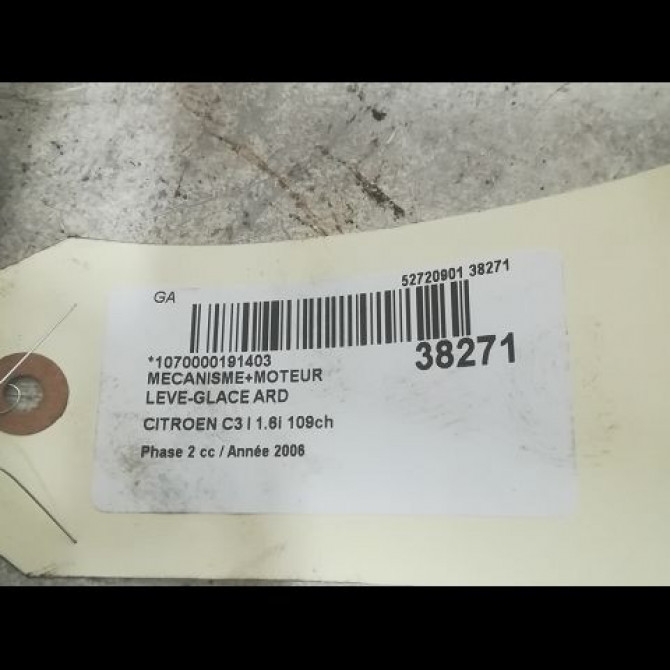 GA
52720901 38271
*1070000191403
38271
MECANISME+MOTEUR
LEVE-GLACE ARD
CITROEN C3 I 1.6i 109ch
Phase 2 cc / Année 2006